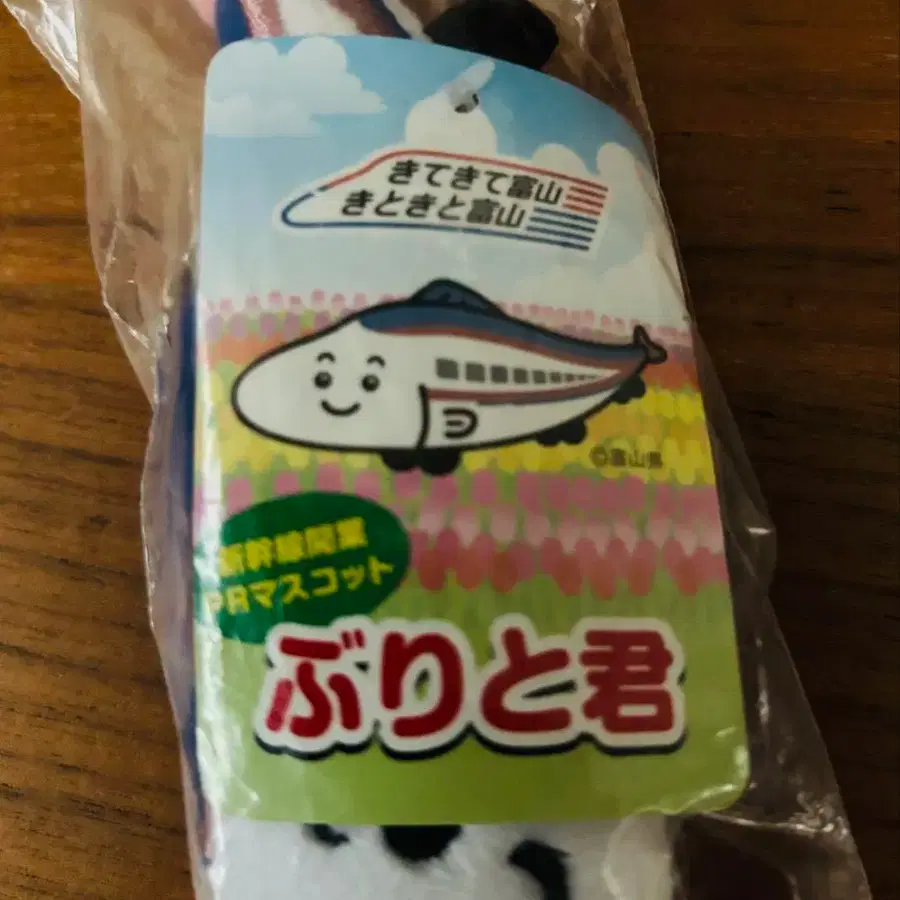 きてきて富山
きときと富山
©富山県
新幹線開業
PRマスコット
ぶりと君